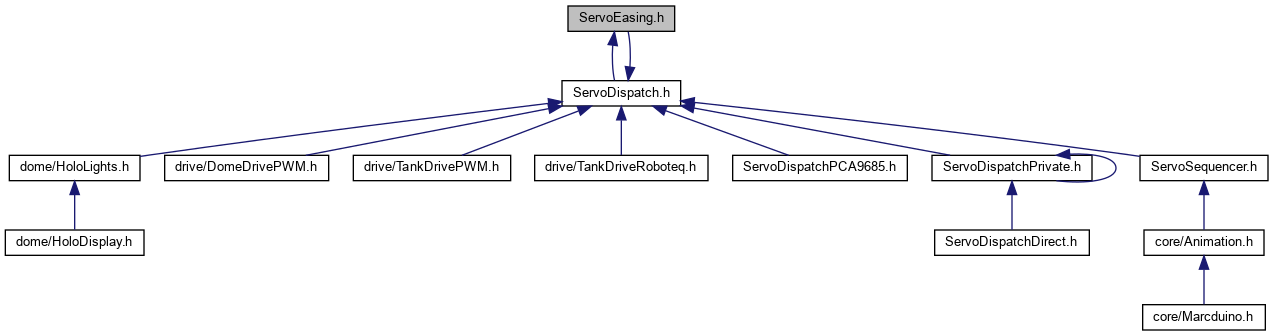 ServoEasing.h
ServoDispatch.h
dome/HoloLights.h
drive/DomeDrivePWM.h
drive/TankDrivePWM.h
drive/TankDriveRoboteq.h
ServoDispatchPCA9685.h
ServoDispatchPrivate.h
ServoSequencer.h
dome/HoloDisplay.h
ServoDispatchDirect.h
core/Animation.h
core/Marcduino.h